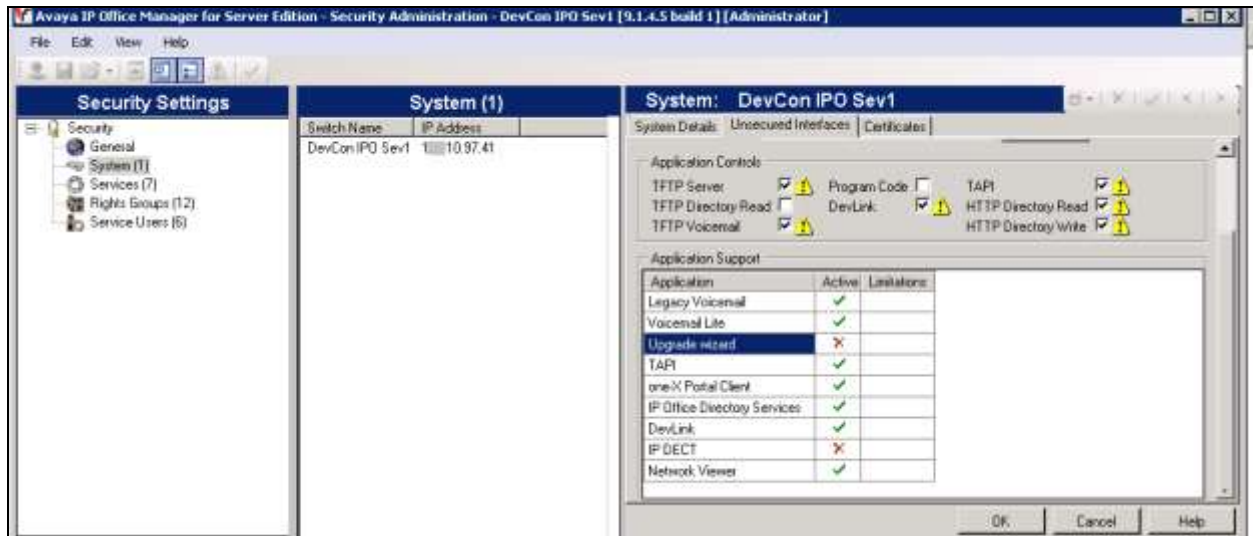 Avaya IP Office Manager for Server Edition - Security Administration - DevCon IPO Sev1 [9.1.4.5 build 1] [Administrator]
File Edit View Help
Security Settings
Security
General
System (1)
Services (7)
Rights Groups (12)
Service Users (6)
System (1)
Switch Name IP Address
DevCon IPO Sev1 1 10.97.41
System: DevCon IPO Sev1
System Details Unsecured Interfaces Certificates
Application Controls
TFTP Server Program Code TAPI
TFTP Directory Read DevLink HTTP Directory Read
TFTP Voicemail HTTP Directory Write
Application Support
Application Active Limitations
Legacy Voicemail
Voicemail Lite
Upgrade wizard
TAPI
one-X Portal Client
IP Office Directory Services
DevLink
IP DECT
Network Viewer
OK Cancel Help